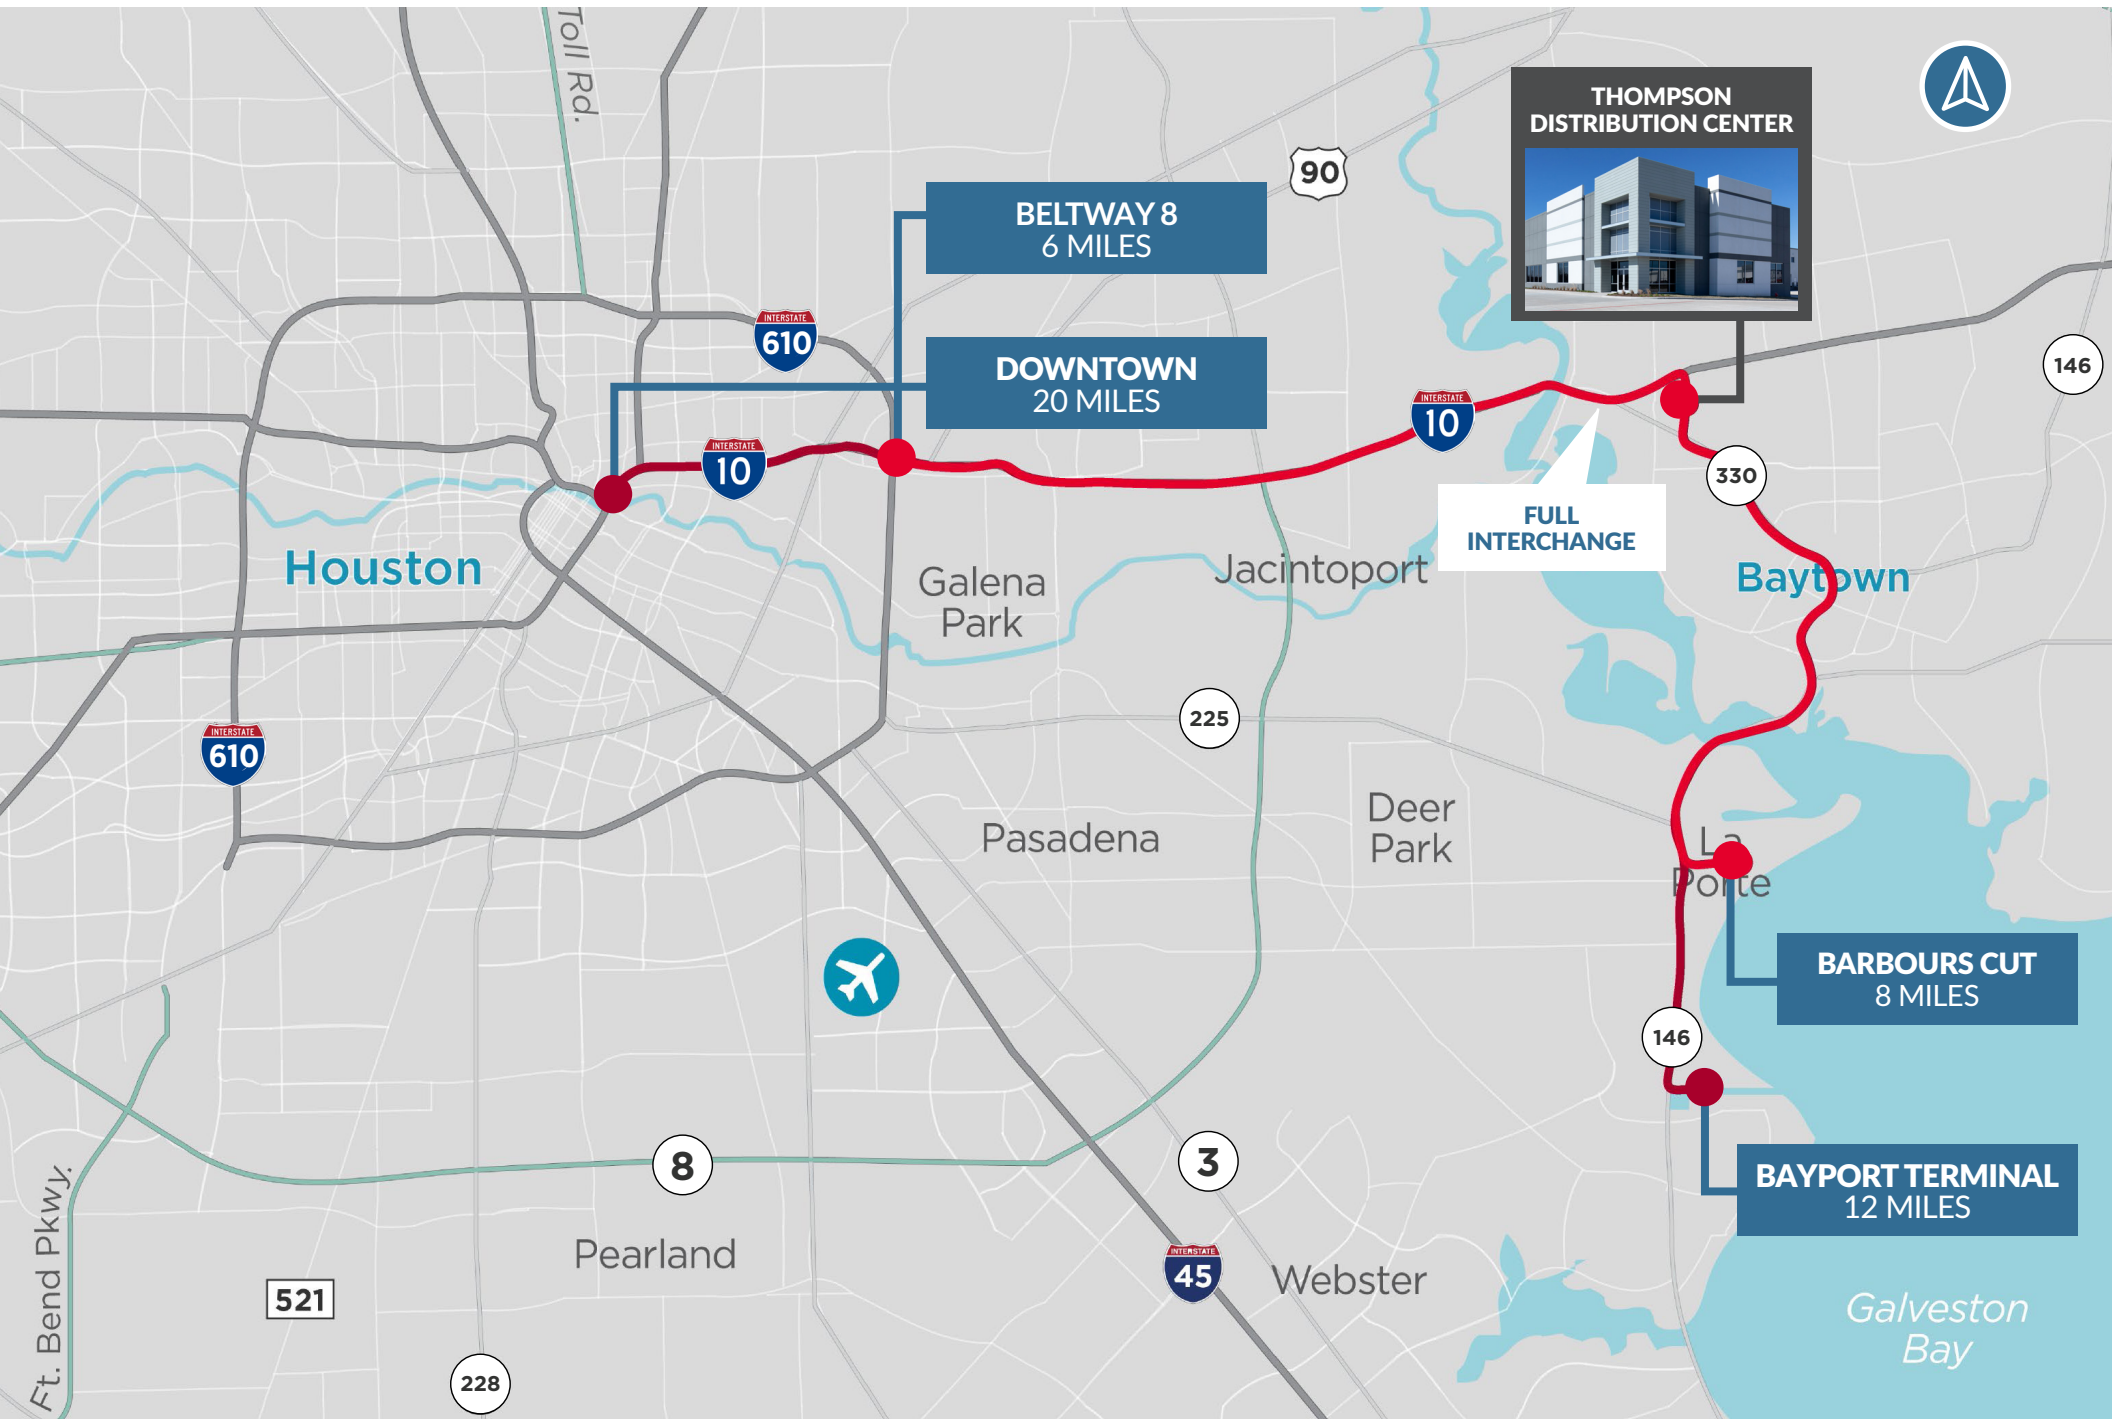 Toll Rd.
THOMPSON
DISTRIBUTION CENTER
90
BELTWAY 8
6 MILES
INTERSTATE
610
DOWNTOWN
20 MILES
146
INTERSTATE
10
INTERSTATE
10
330
FULL
INTERCHANGE
Houston
Galena
Park
Jacintoport
Baytown
225
INTERSTATE
610
Pasadena
Deer
Park
La
Porte
BARBOURS CUT
8 MILES
146
8
3
BAYPORT TERMINAL
12 MILES
Ft. Bend Pkwy.
Pearland
INTERSTATE
45
Webster
521
Galveston
Bay
228